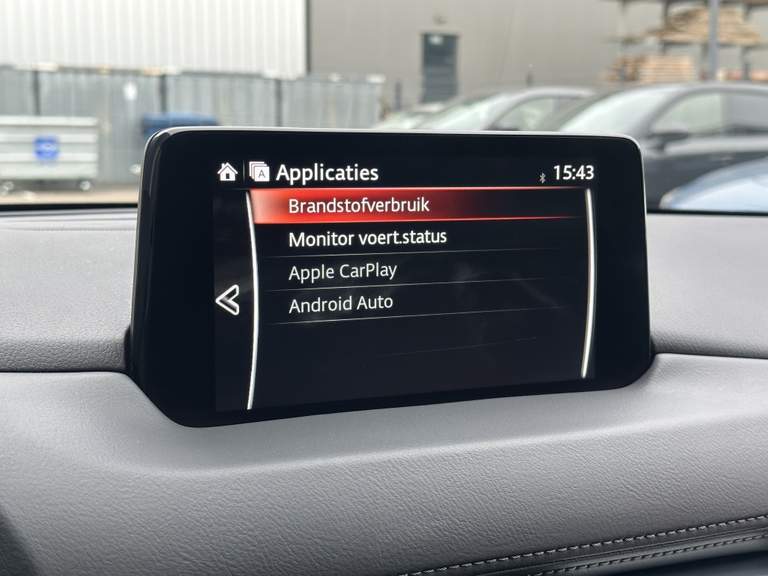 A Applicaties 15:43
Brandstofverbruik
Monitor voert.status
Apple CarPlay
Android Auto